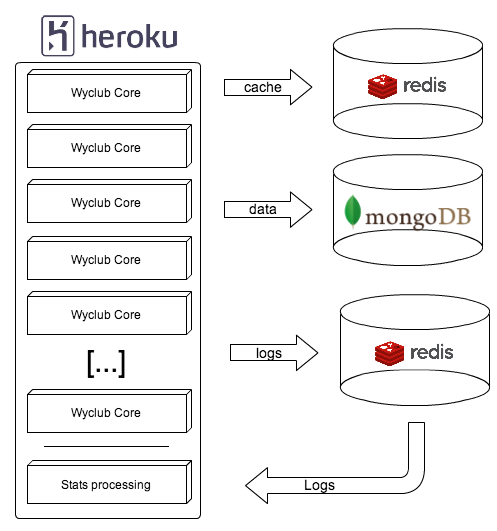 heroku
Wyclub Core
cache
redis
Wyclub Core
Wyclub Core
data
mongoDB
Wyclub Core
Wyclub Core
logs
redis
[...]
Wyclub Core
Stats processing
Logs